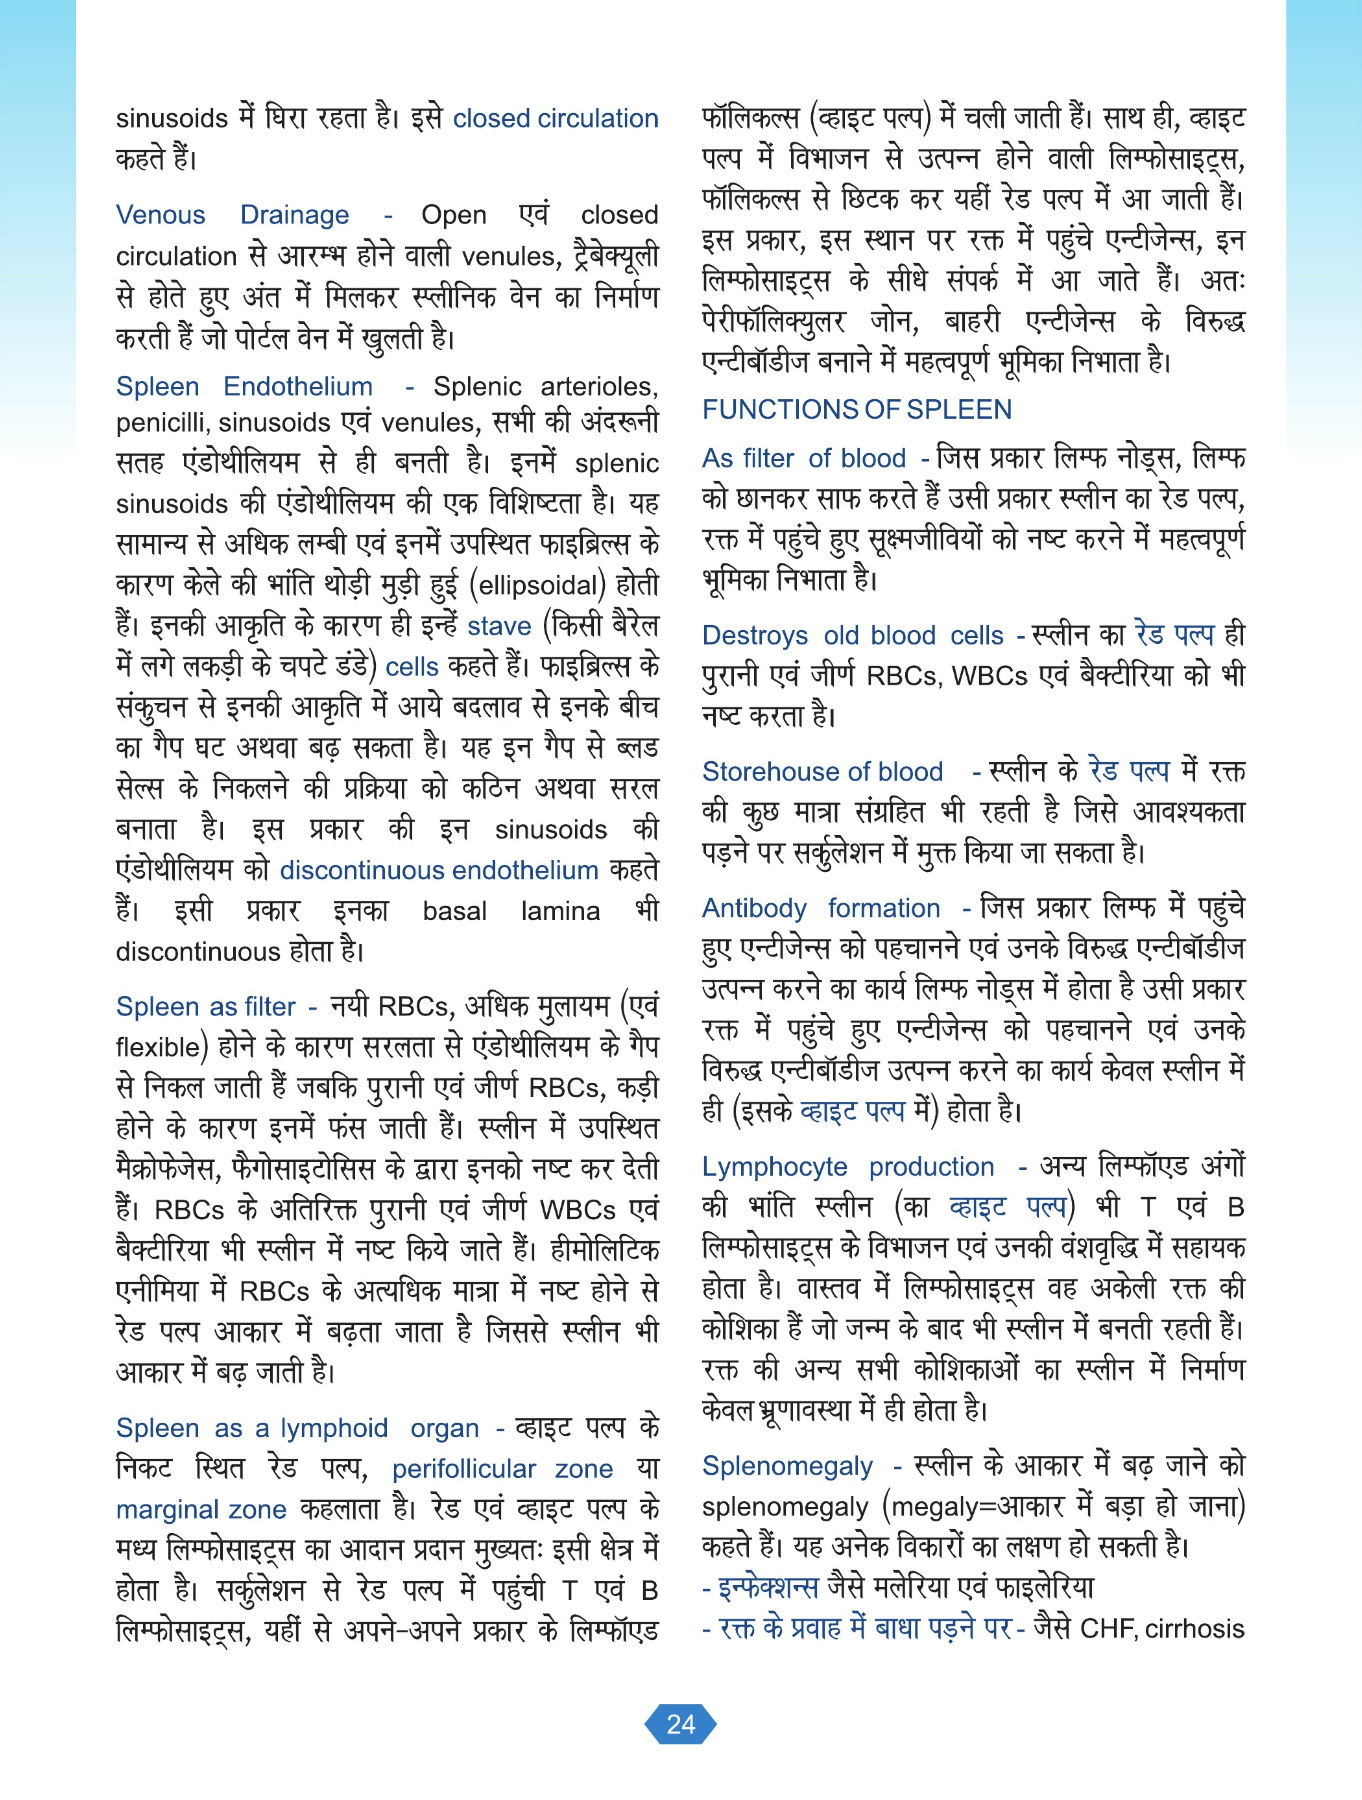 sinusoids में घिरा रहता है। इसे closed circulation
कहते हैं।
Venous Drainage - Open एवं closed
circulation से आरम्भ होने वाली venules, ट्रैबेक्यूली
से होते हुए अंत में मिलकर स्प्लीनिक वेन का निर्माण
करती हैं जो पोर्टल वेन में खुलती है।
Spleen Endothelium - Splenic arterioles,
penicilli, sinusoids एवं venules, सभी की अंदरूनी
सतह एंडोथीलियम से ही बनती है। इनमें splenic
sinusoids की एंडोथीलियम की एक विशिष्टता है। यह
सामान्य से अधिक लम्बी एवं इनमें उपस्थित फाइब्रिल्स के
कारण केले की भांति थोड़ी मुड़ी हुई (ellipsoidal) होती
हैं। इनकी आकृति के कारण ही इन्हें stave (किसी बैरेल
में लगे लकड़ी के चपटे डंडे) cells कहते हैं। फाइब्रिल्स के
संकुचन से इनकी आकृति में आये बदलाव से इनके बीच
का गैप घट अथवा बढ़ सकता है। यह इन गैप से ब्लड
सेल्स के निकलने की प्रक्रिया को कठिन अथवा सरल
बनाता है। इस प्रकार की इन sinusoids की
एंडोथीलियम को discontinuous endothelium कहते
हैं। इसी प्रकार इनका basal lamina भी
discontinuous होता है।
Spleen as filter - नयी RBCs, अधिक मुलायम (एवं
flexible) होने के कारण सरलता से एंडोथीलियम के गैप
से निकल जाती हैं जबकि पुरानी एवं जीर्ण RBCs, कड़ी
होने के कारण इनमें फंस जाती हैं। स्प्लीन में उपस्थित
मैक्रोफेजेस, फैगोसाइटोसिस के द्वारा इनको नष्ट कर देती
हैं। RBCs के अतिरिक्त पुरानी एवं जीर्ण WBCs एवं
बैक्टीरिया भी स्प्लीन में नष्ट किये जाते हैं। हीमोलिटिक
एनीमिया में RBCs के अत्यधिक मात्रा में नष्ट होने से
रेड पल्प आकार में बढ़ता जाता है जिससे स्प्लीन भी
आकार में बढ़ जाती है।
Spleen as a lymphoid organ - व्हाइट पल्प के
निकट स्थित रेड पल्प, perifollicular zone या
marginal zone कहलाता है। रेड एवं व्हाइट पल्प के
मध्य लिम्फोसाइट्स का आदान प्रदान मुख्यतः इसी क्षेत्र में
होता है। सर्कुलेशन से रेड पल्प में पहुंची T एवं B
लिम्फोसाइट्स, यहीं से अपने-अपने प्रकार के लिम्फॉएड
फॉलिकल्स (व्हाइट पल्प) में चली जाती हैं। साथ ही, व्हाइट
पल्प में विभाजन से उत्पन्न होने वाली लिम्फोसाइट्स,
फॉलिकल्स से छिटक कर यहीं रेड पल्प में आ जाती हैं।
इस प्रकार, इस स्थान पर रक्त में पहुंचे एन्टीजेन्स, इन
लिम्फोसाइट्स के सीधे संपर्क में आ जाते हैं। अतः
पेरीफॉलिक्युलर जोन, बाहरी एन्टीजेन्स के विरुद्ध
एन्टीबॉडीज बनाने में महत्वपूर्ण भूमिका निभाता है।
FUNCTIONS OF SPLEEN
As filter of blood - जिस प्रकार लिम्फ नोड्स, लिम्फ
को छानकर साफ करते हैं उसी प्रकार स्प्लीन का रेड पल्प,
रक्त में पहुंचे हुए सूक्ष्मजीवियों को नष्ट करने में महत्वपूर्ण
भूमिका निभाता है।
Destroys old blood cells - स्प्लीन का रेड पल्प ही
पुरानी एवं जीर्ण RBCs, WBCs एवं बैक्टीरिया को भी
नष्ट करता है।
Storehouse of blood - स्प्लीन के रेड पल्प में रक्त
की कुछ मात्रा संग्रहित भी रहती है जिसे आवश्यकता
पड़ने पर सर्कुलेशन में मुक्त किया जा सकता है।
Antibody formation - जिस प्रकार लिम्फ में पहुंचे
हुए एन्टीजेन्स को पहचानने एवं उनके विरुद्ध एन्टीबॉडीज
उत्पन्न करने का कार्य लिम्फ नोड्स में होता है उसी प्रकार
रक्त में पहुंचे हुए एन्टीजेन्स को पहचानने एवं उनके
विरुद्ध एन्टीबॉडीज उत्पन्न करने का कार्य केवल स्प्लीन में
ही (इसके व्हाइट पल्प में) होता है।
Lymphocyte production - अन्य लिम्फॉएड अंगों
की भांति स्प्लीन (का व्हाइट पल्प) भी T एवं B
लिम्फोसाइट्स के विभाजन एवं उनकी वंशवृद्धि में सहायक
होता है। वास्तव में लिम्फोसाइट्स वह अकेली रक्त की
कोशिका हैं जो जन्म के बाद भी स्प्लीन में बनती रहती हैं।
रक्त की अन्य सभी कोशिकाओं का स्प्लीन में निर्माण
केवल भ्रूणावस्था में ही होता है।
Splenomegaly - स्प्लीन के आकार में बढ़ जाने को
splenomegaly (megaly=आकार में बड़ा हो जाना)
कहते हैं। यह अनेक विकारों का लक्षण हो सकती है।
- इन्फेक्शन्स जैसे मलेरिया एवं फाइलेरिया
- रक्त के प्रवाह में बाधा पड़ने पर - जैसे CHF, cirrhosis
24